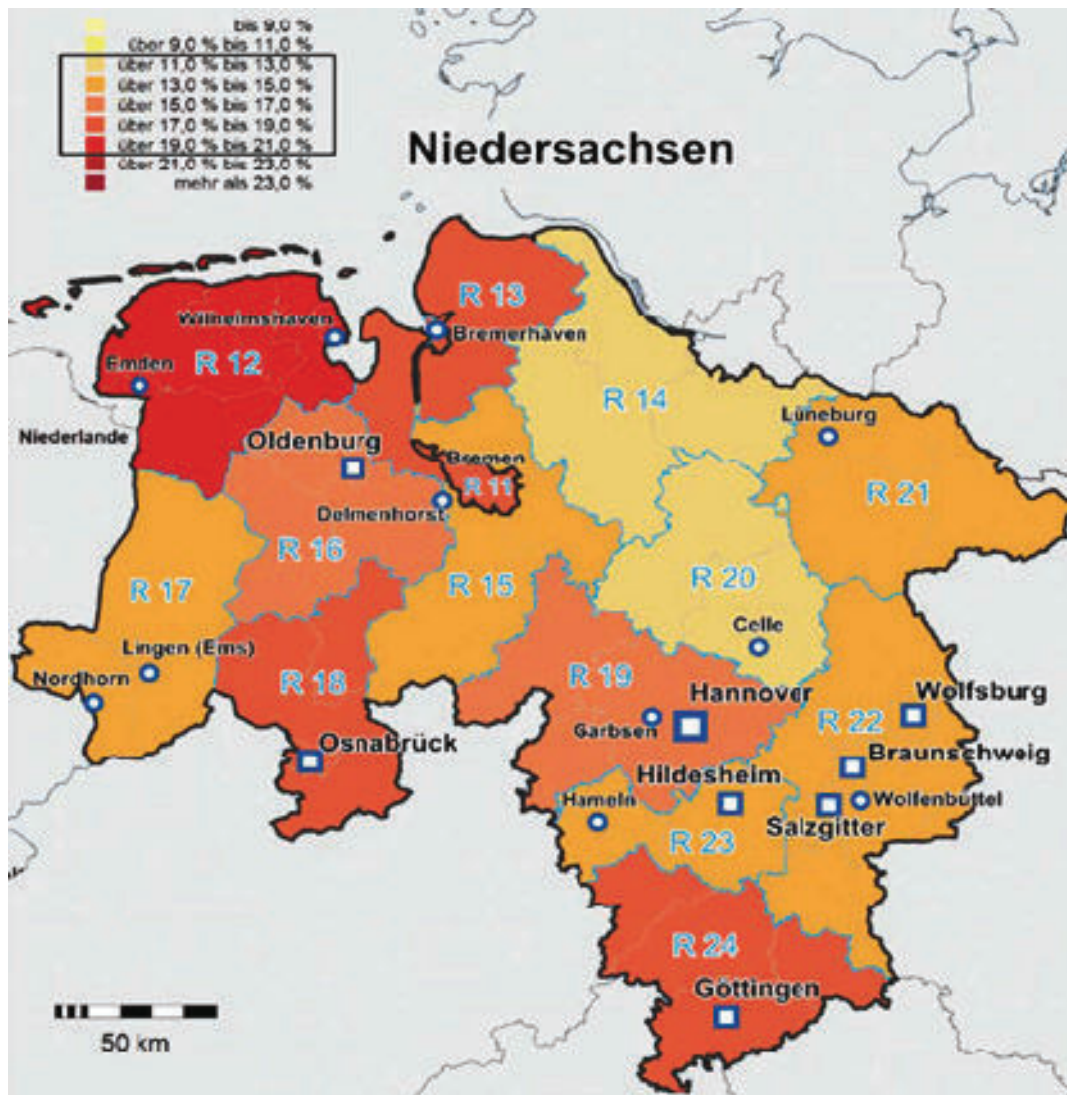 bis 9,0 %
über 9,0 % bis 11,0 %
über 11,0 % bis 13,0 %
über 13,0 % bis 15,0 %
über 15,0 % bis 17,0 %
über 17,0 % bis 19,0 %
über 19,0 % bis 21,0 %
über 21,0 % bis 23,0 %
mehr als 23,0 %
Niedersachsen
R 13
Wilhelmshaven
Bremerhaven
Emden
R 12
R 14
Lüneburg
Niederlande
Oldenburg
Bremen
R 11
R 21
Delmenhorst
R 16
R 17
R 15
R 20
Celle
Lingen (Ems)
Nordhorn
R 18
R 19
Hannover
Wolfsburg
Garbsen
R 22
Osnabrück
Braunschweig
Hildesheim
Hameln
Wolfenbüttel
Salzgitter
R 23
R 24
Göttingen
50 km